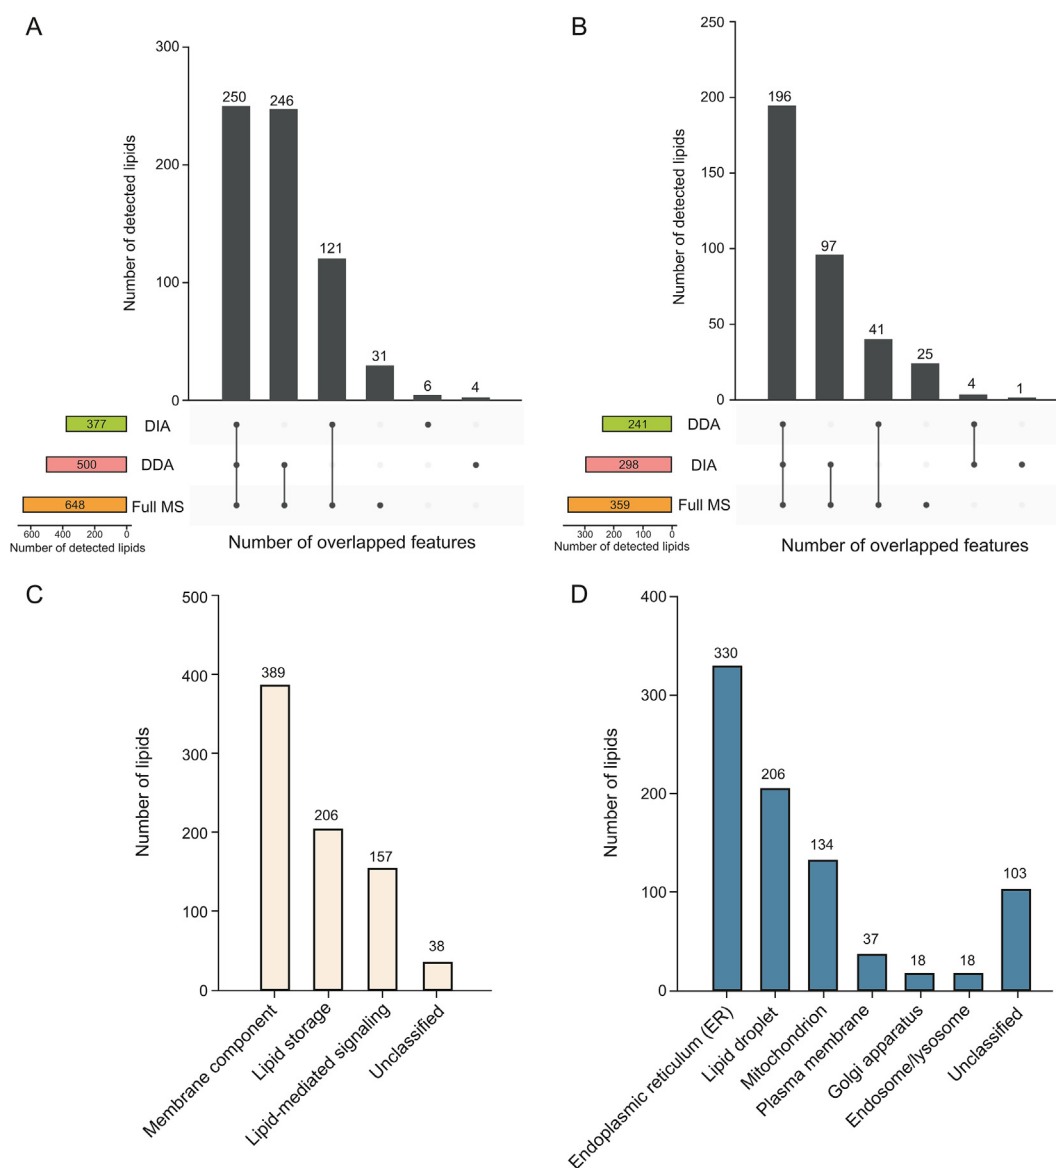 A
300
200
100
0
Number of detected lipids
250
246
121
31
6
4
377
DIA
500
DDA
648
Full MS
600
400
200
0
Number of detected lipids
Number of overlapped features
B
250
200
150
100
50
0
Number of detected lipids
196
97
41
25
4
1
241
DDA
298
DIA
359
Full MS
300
200
100
0
Number of detected lipids
Number of overlapped features
C
500
400
300
200
100
0
Number of lipids
389
206
157
38
Membrane component
Lipid storage
Lipid-mediated signaling
Unclassified
D
400
300
200
100
0
Number of lipids
330
206
134
37
18
18
103
Endoplasmic reticulum (ER)
Lipid droplet
Mitochondrion
Plasma membrane
Golgi apparatus
Endosome/lysosome
Unclassified